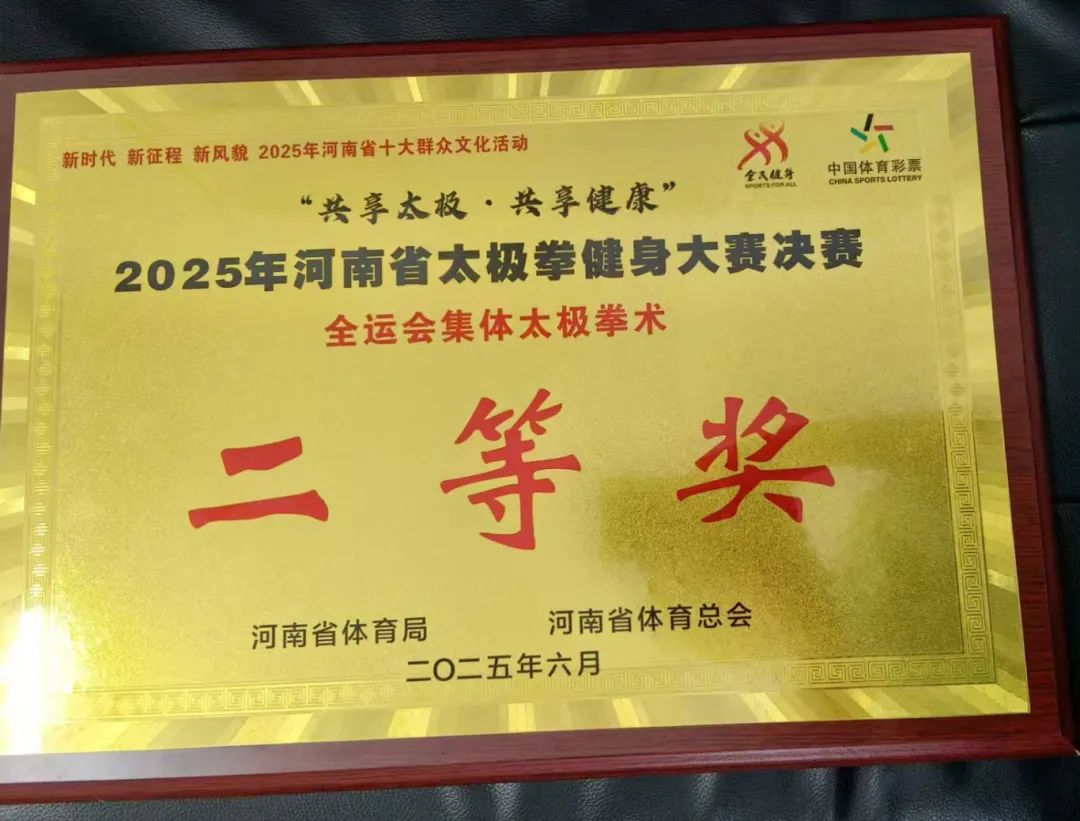 新时代 新征程 新风貌 2025年河南省十大群众文化活动
全民健身
SPORTS FOR ALL
中国体育彩票
CHINA SPORTS LOTTERY
“共享太极·共享健康”
2025年河南省太极拳健身大赛决赛
全运会集体太极拳术
二等奖
河南省体育局 河南省体育总会
二〇二五年六月